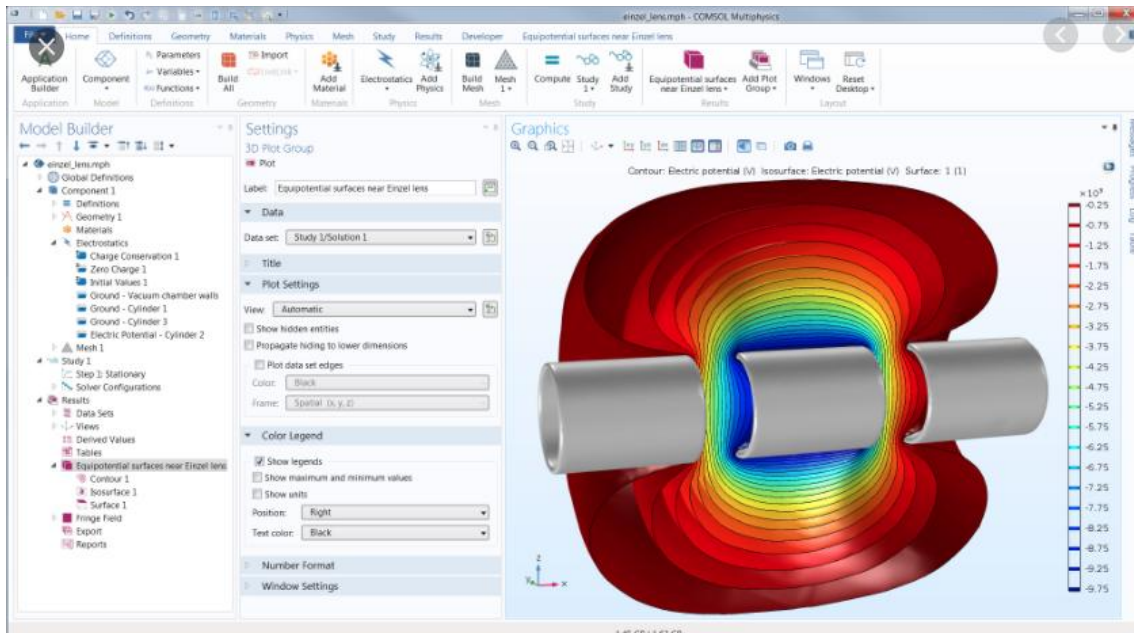 einzel_lens.mph - COMSOL Multiphysics
Home Definitions Geometry Materials Physics Mesh Study Results Developer Equipotential surfaces near Einzel lens
Application Builder
Component 1
Parameters
Variables
Functions
Build All
Import
Add Material
Electrostatics
Add Physics
Build Mesh
Mesh 1
Compute
Study 1
Add Study
Equipotential surfaces near Einzel lens
Add Plot Group
Windows
Reset Desktop
Application Model Definitions Geometry Materials Physics Mesh Study Results Layout
Model Builder
einzel_lens.mph
Global Definitions
Component 1
Definitions
Geometry 1
Materials
Electrostatics
Charge Conservation 1
Zero Charge 1
Initial Values 1
Ground - Vacuum chamber walls
Ground - Cylinder 1
Ground - Cylinder 3
Electric Potential - Cylinder 2
Mesh 1
Study 1
Step 1: Stationary
Solver Configurations
Results
Data Sets
Views
Derived Values
Tables
Equipotential surfaces near Einzel lens
Contour 1
Isosurface 1
Surface 1
Fringe Field
Export
Reports
Settings
3D Plot Group
Plot
Label: Equipotential surfaces near Einzel lens
Data
Data set: Study 1/Solution 1
Title
Plot Settings
View: Automatic
Show hidden entities
Propagate hiding to lower dimensions
Plot data set edges
Color: Black
Frame: Spatial (x, y, z)
Color Legend
Show legends
Show maximum and minimum values
Show units
Position: Right
Text color: Black
Number Format
Window Settings
Graphics
Contour: Electric potential (V) Isosurface: Electric potential (V) Surface: 1 (1)
×10³
-0.25
-0.75
-1.25
-1.75
-2.25
-2.75
-3.25
-3.75
-4.25
-4.75
-5.25
-5.75
-6.25
-6.75
-7.25
-7.75
-8.25
-8.75
-9.25
-9.75
z
y
x
Messages Progress Log Table